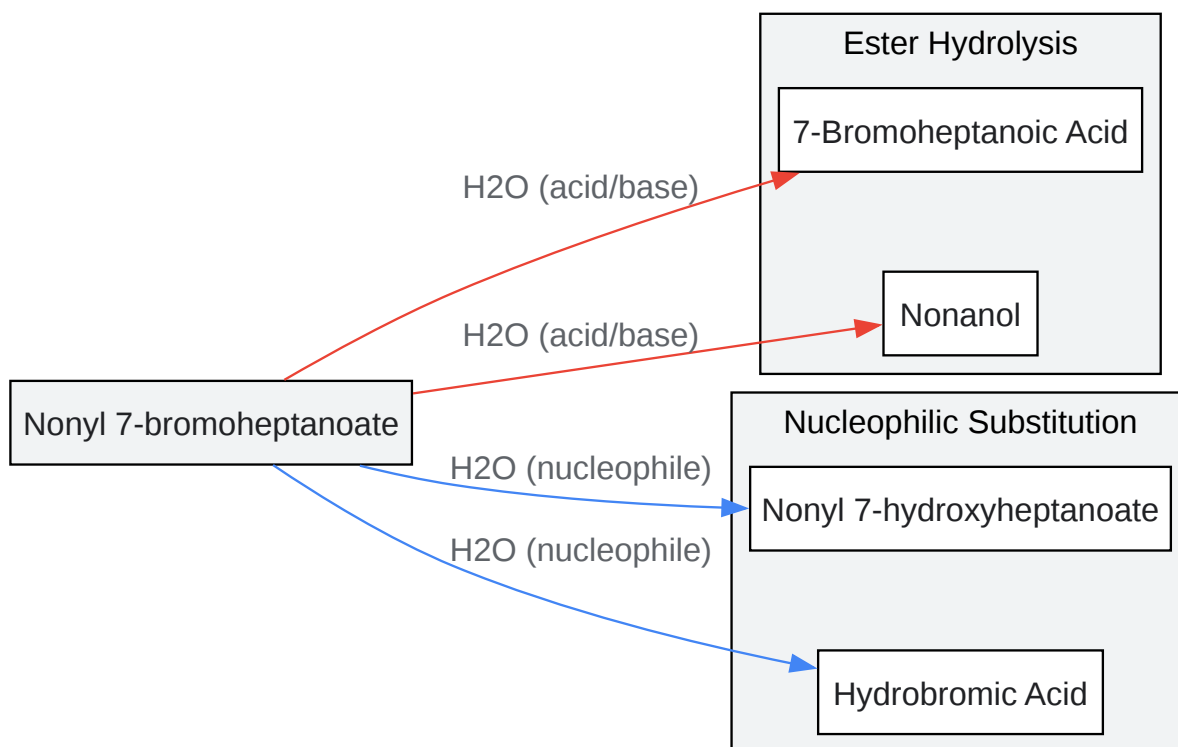 Ester Hydrolysis
7-Bromoheptanoic Acid
H2O (acid/base)
Nonanol
H2O (acid/base)
Nonyl 7-bromoheptanoate
Nucleophilic Substitution
H2O (nucleophile)
Nonyl 7-hydroxyheptanoate
H2O (nucleophile)
Hydrobromic Acid